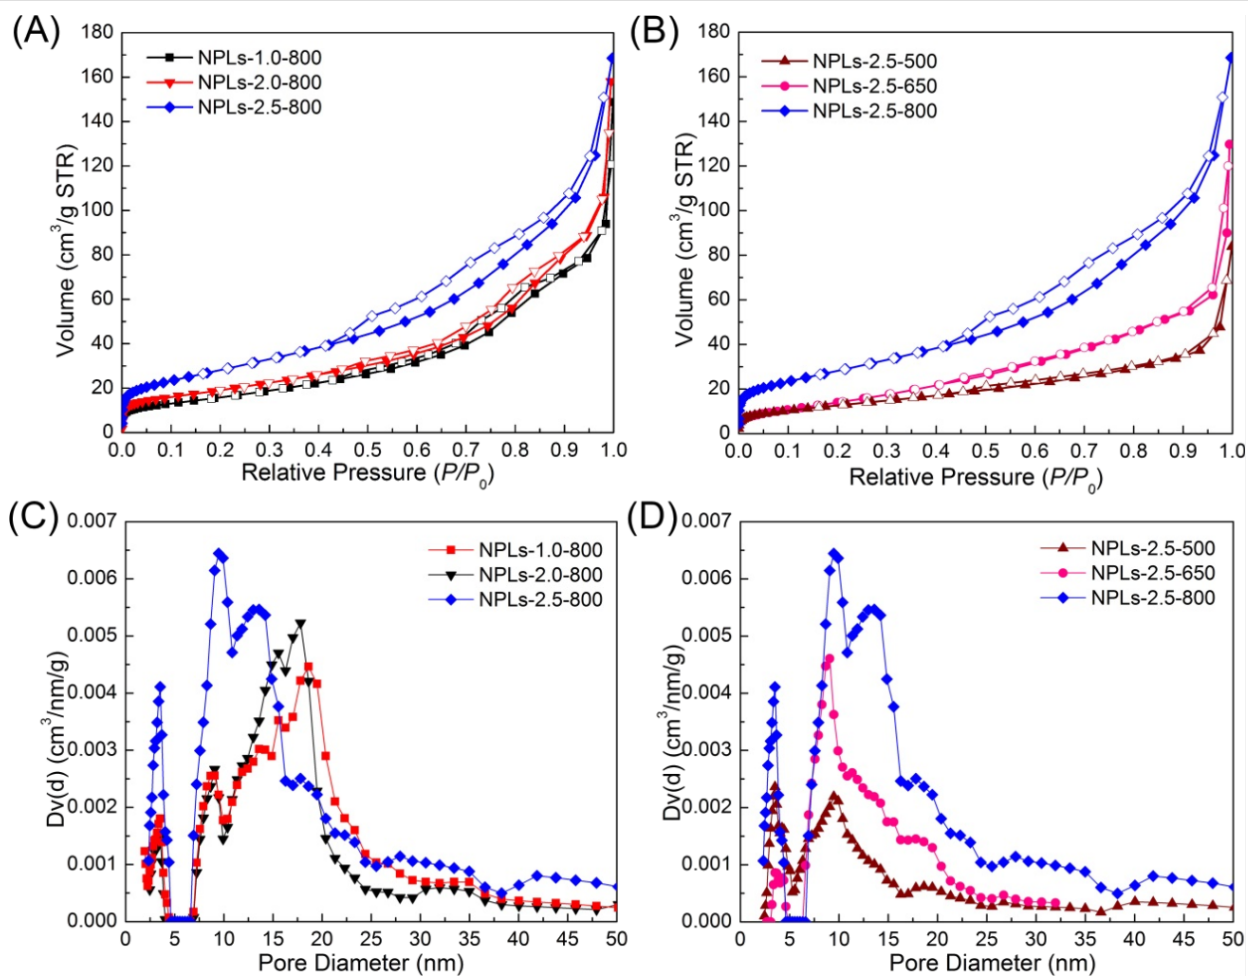 (A)
180
160
140
120
100
80
60
40
20
0
Volume (cm³/g STR)
NPLs-1.0-800
NPLs-2.0-800
NPLs-2.5-800
0.0 0.1 0.2 0.3 0.4 0.5 0.6 0.7 0.8 0.9 1.0
Relative Pressure (P/P₀)
(B)
180
160
140
120
100
80
60
40
20
0
Volume (cm³/g STR)
NPLs-2.5-500
NPLs-2.5-650
NPLs-2.5-800
0.0 0.1 0.2 0.3 0.4 0.5 0.6 0.7 0.8 0.9 1.0
Relative Pressure (P/P₀)
(C)
0.007
0.006
0.005
0.004
0.003
0.002
0.001
0.000
Dv(d) (cm³/nm/g)
NPLs-1.0-800
NPLs-2.0-800
NPLs-2.5-800
0 5 10 15 20 25 30 35 40 45 50
Pore Diameter (nm)
(D)
0.007
0.006
0.005
0.004
0.003
0.002
0.001
0.000
Dv(d) (cm³/nm/g)
NPLs-2.5-500
NPLs-2.5-650
NPLs-2.5-800
0 5 10 15 20 25 30 35 40 45 50
Pore Diameter (nm)